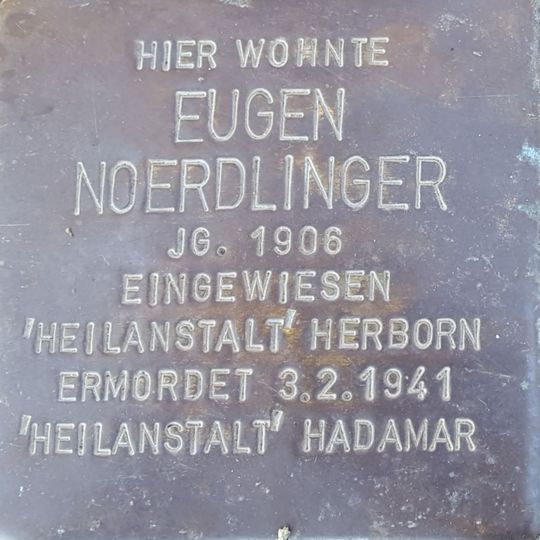 HIER WOHNTE
EUGEN
NOERDLINGER
JG. 1906
EINGEWIESEN
'HEILANSTALT' HERBORN
ERMORDET 3.2.1941
'HEILANSTALT' HADAMAR